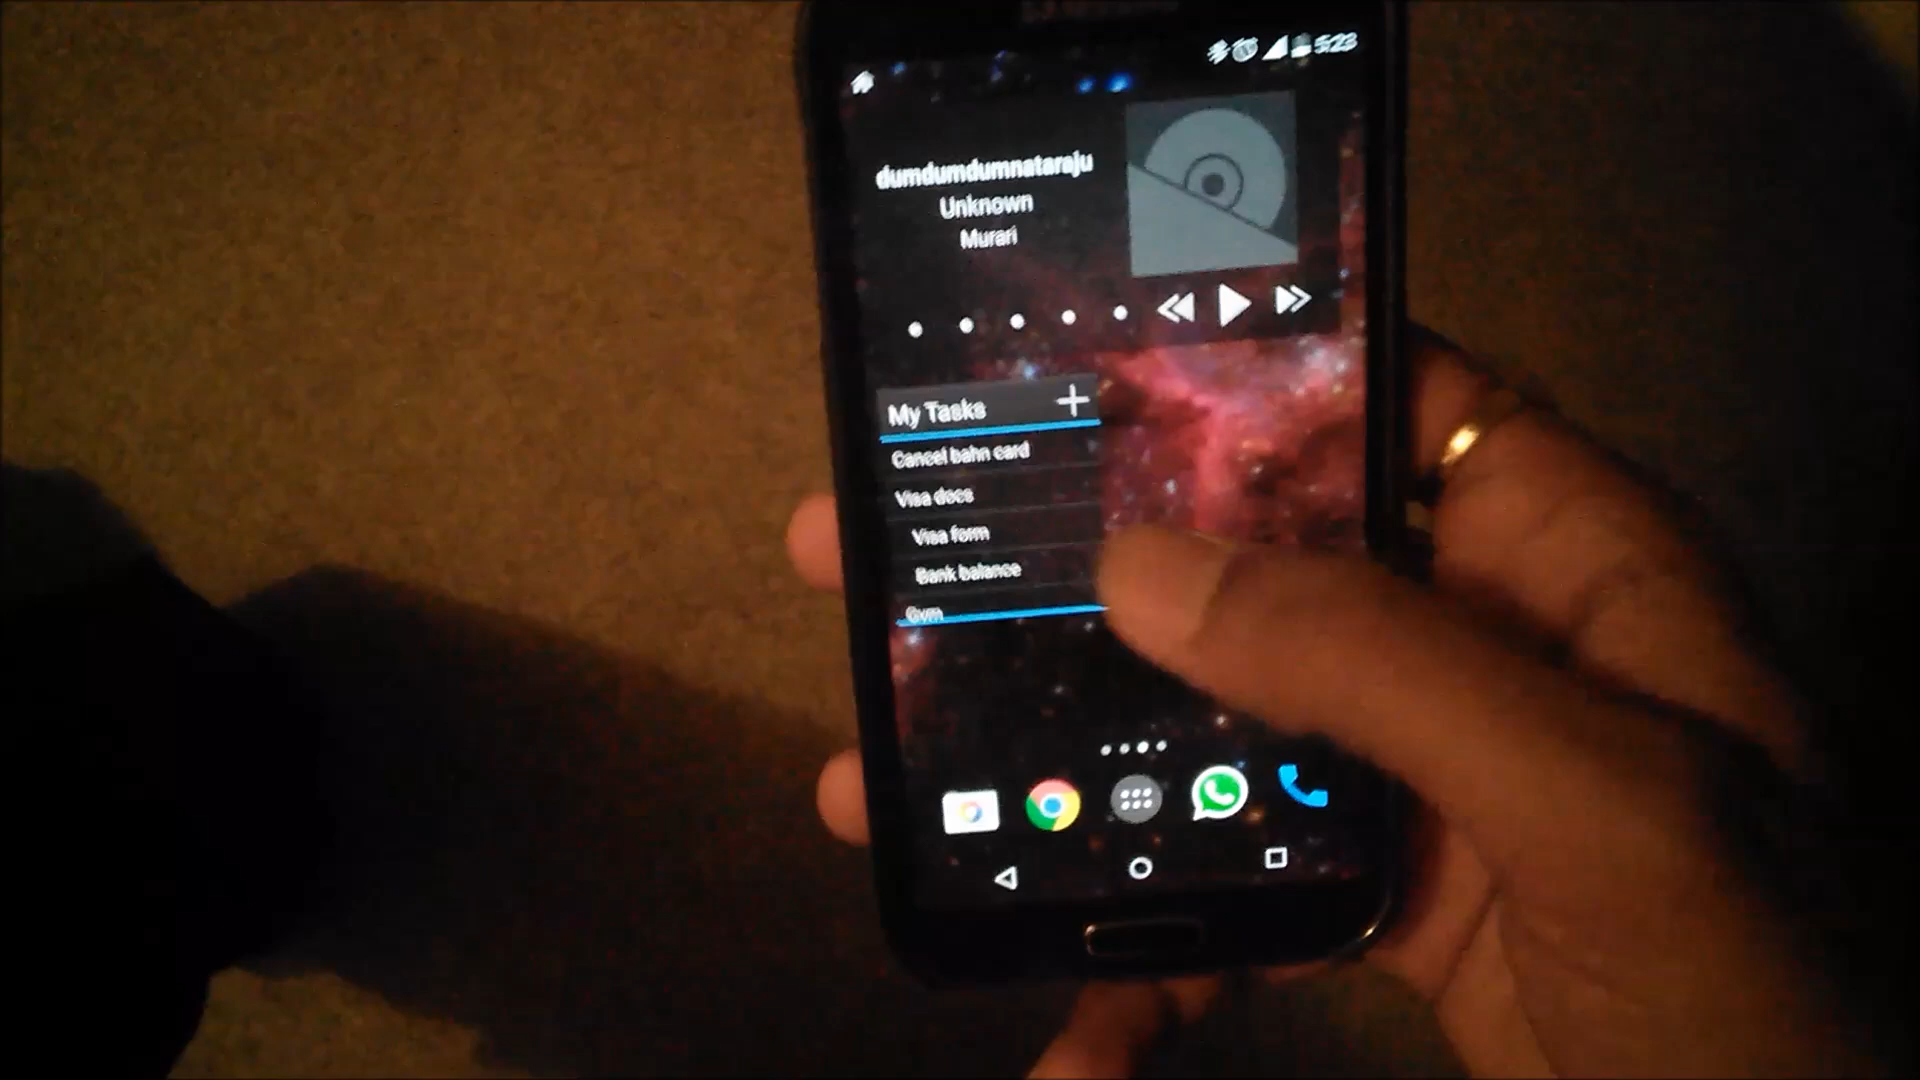 5:23
dumdumdumnataraju
Unknown
Murari
My Tasks
Cancel bahn card
Visa docs
Visa form
Bank balance
Gym